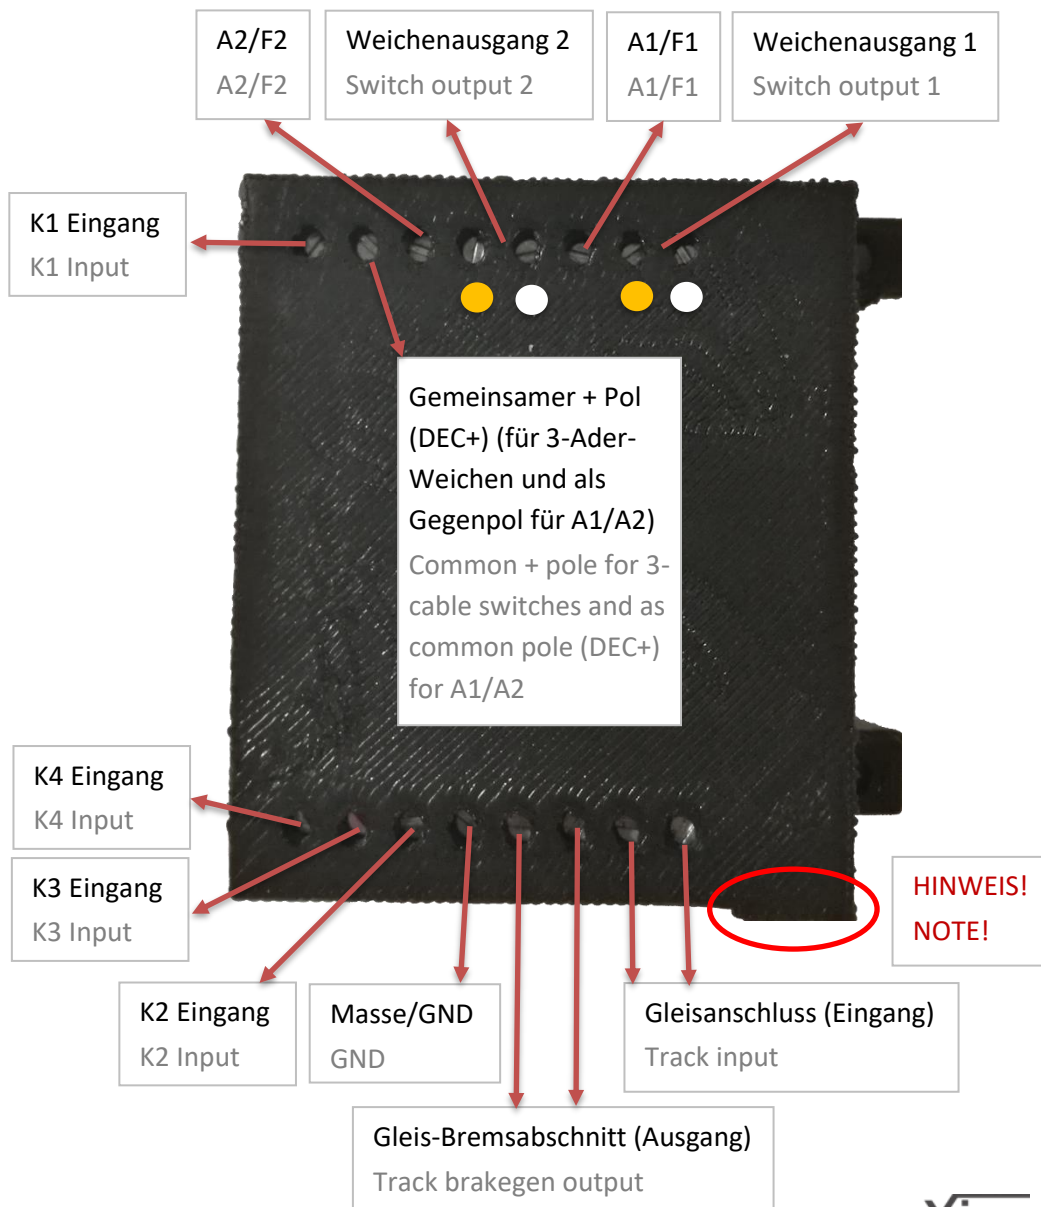 A2/F2
A2/F2
Weichenausgang 2
Switch output 2
A1/F1
A1/F1
Weichenausgang 1
Switch output 1
K1 Eingang
K1 Input
Gemeinsamer + Pol
(DEC+) (für 3-Ader-
Weichen und als
Gegenpol für A1/A2)
Common + pole for 3-
cable switches and as
common pole (DEC+)
for A1/A2
K4 Eingang
K4 Input
K3 Eingang
K3 Input
HINWEIS!
NOTE!
K2 Eingang
K2 Input
Masse/GND
GND
Gleisanschluss (Eingang)
Track input
Gleis-Bremsabschnitt (Ausgang)
Track brakegen output